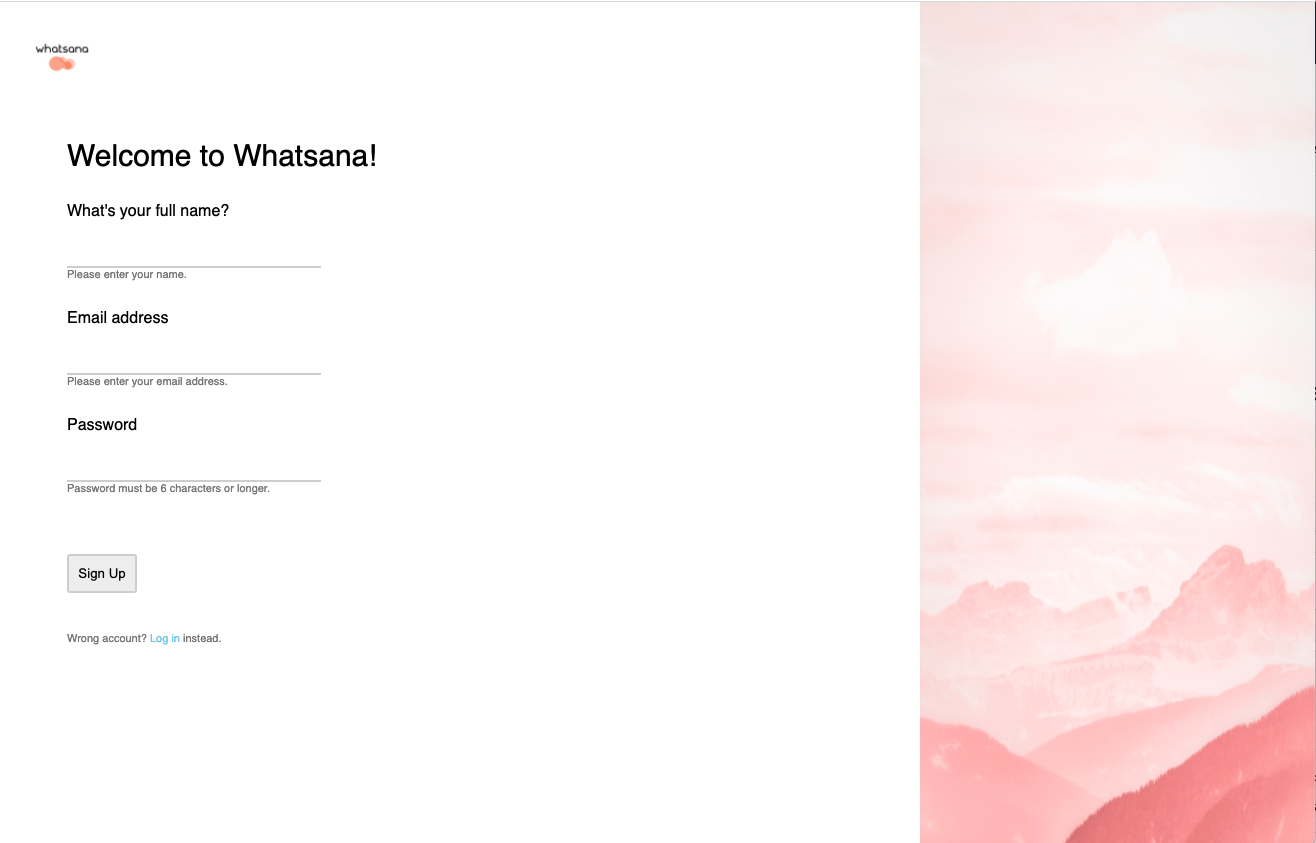 whatsana
Welcome to Whatsana!
What's your full name?
Please enter your name.
Email address
Please enter your email address.
Password
Password must be 6 characters or longer.
Sign Up
Wrong account? Log in instead.